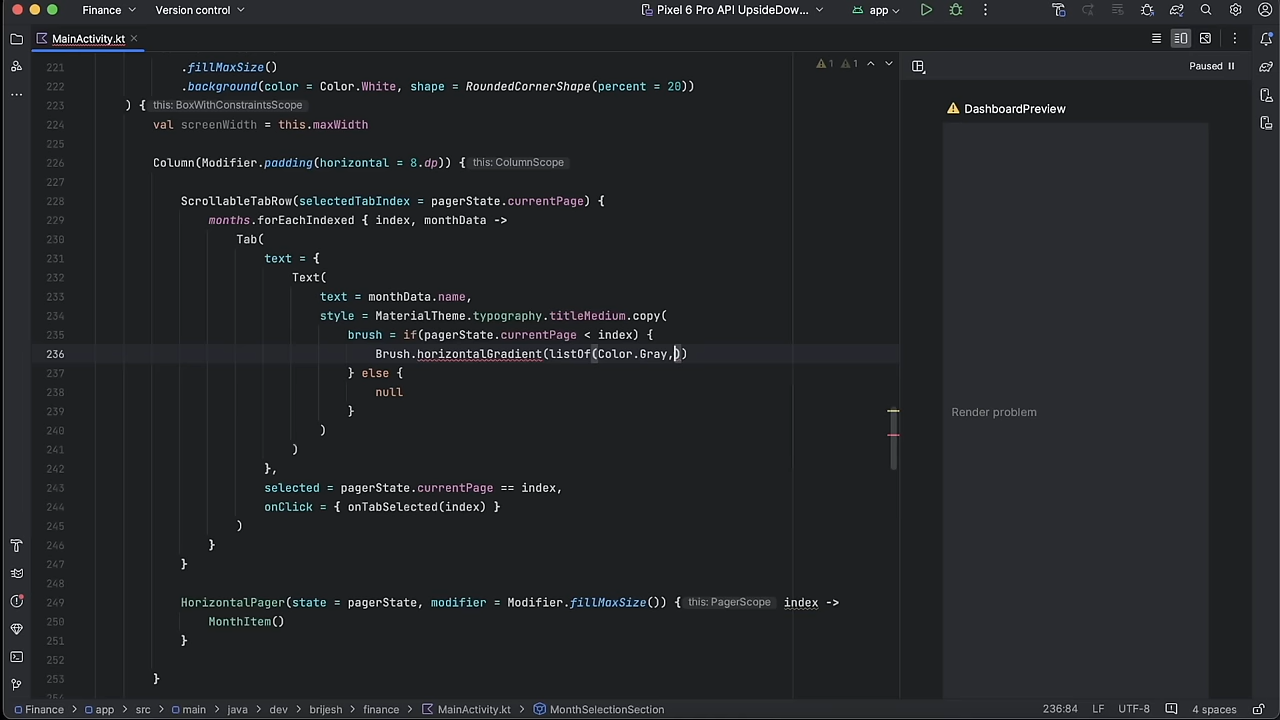 Finance
Version control
Pixel 6 Pro API UpsideDow...
app
MainActivity.kt
Paused
1
1
DashboardPreview
Render problem
221 .fillMaxSize()
222 .background(color = Color.White, shape = RoundedCornerShape(percent = 20))
223 ) { this: BoxWithConstraintsScope
224 val screenWidth = this.maxWidth
225
226 Column(Modifier.padding(horizontal = 8.dp)) { this: ColumnScope
227
228 ScrollableTabRow(selectedTabIndex = pagerState.currentPage) {
229 months.forEachIndexed { index, monthData ->
230 Tab(
231 text = {
232 Text(
233 text = monthData.name,
234 style = MaterialTheme.typography.titleMedium.copy(
235 brush = if(pagerState.currentPage < index) {
236 Brush.horizontalGradient(listOf(Color.Gray,))
237 } else {
238 null
239 }
240 )
241 )
242 },
243 selected = pagerState.currentPage == index,
244 onClick = { onTabSelected(index) }
245 )
246 }
247 }
248
249 HorizontalPager(state = pagerState, modifier = Modifier.fillMaxSize()) { this: PagerScope index ->
250 MonthItem()
251 }
252
253 }
Finance > app > src > main > java > dev > brijesh > finance > MainActivity.kt > MonthSelectionSection
236:84 LF UTF-8 4 spaces